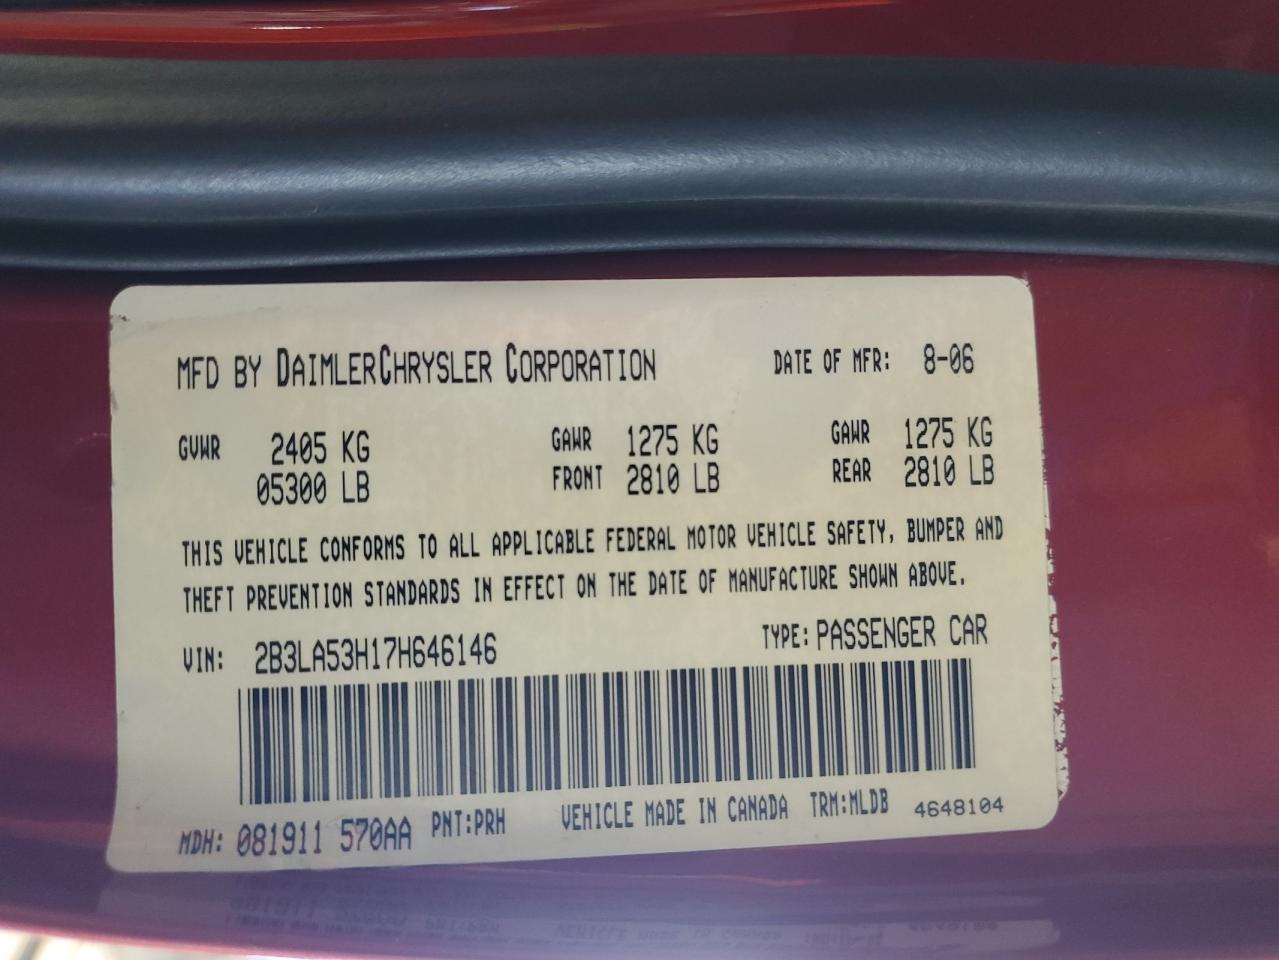 MFD BY DAIMLERCHRYSLER CORPORATION DATE OF MFR: 8-06
GVWR 2405 KG GAWR 1275 KG GAWR 1275 KG
05300 LB FRONT 2810 LB REAR 2810 LB
THIS VEHICLE CONFORMS TO ALL APPLICABLE FEDERAL MOTOR VEHICLE SAFETY, BUMPER AND
THEFT PREVENTION STANDARDS IN EFFECT ON THE DATE OF MANUFACTURE SHOWN ABOVE.
VIN: 2B3LA53H17H646146 TYPE: PASSENGER CAR
MDH: 081911 570AA PNT:PRH VEHICLE MADE IN CANADA TRM:MLDB 4648104